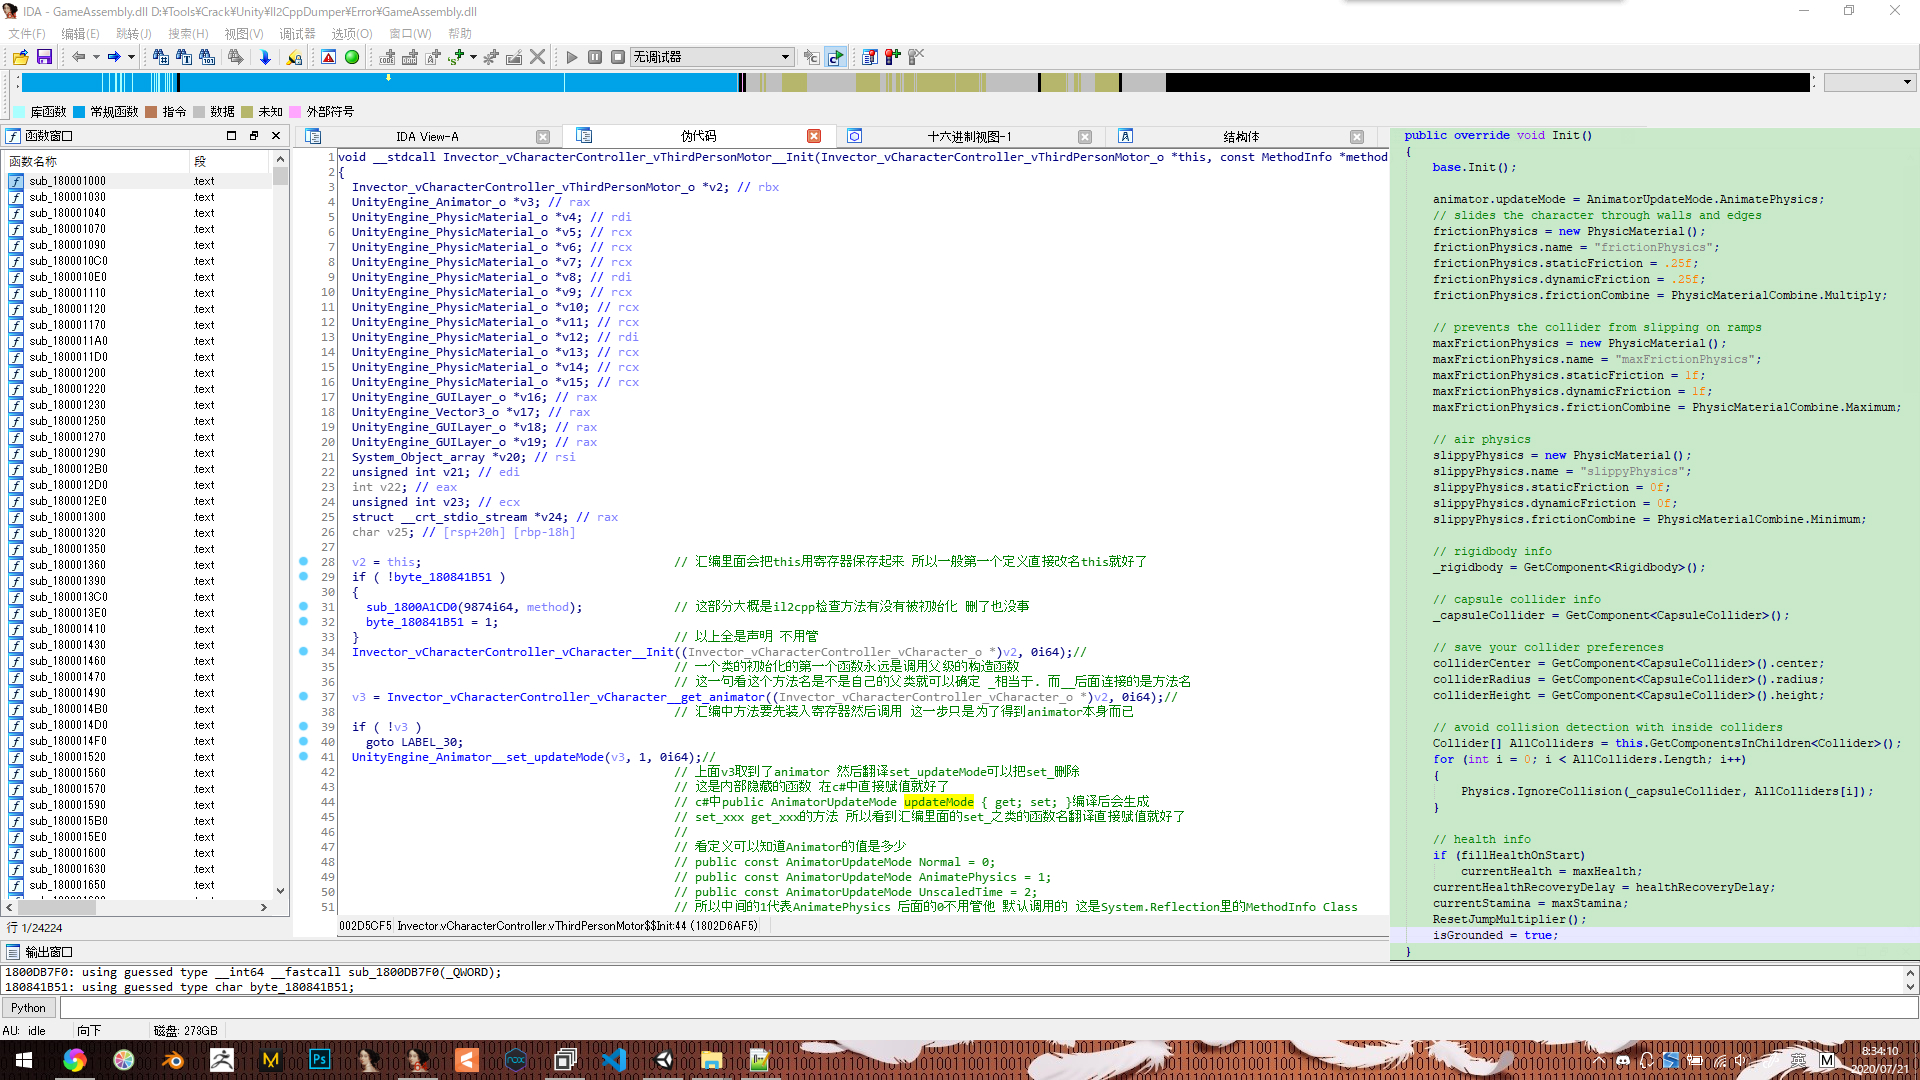 IDA - GameAssembly.dll D:¥Tools¥Crack¥Unity¥Il2CppDumper¥Error¥GameAssembly.dll
文件(F) 编辑(E) 跳转(J) 搜索(H) 视图(V) 调试器 选项(O) 窗口(W) 帮助
无调试器
库函数 常规函数 指令 数据 未知 外部符号
函数窗口
函数名称 段
sub_180001000 .text
sub_180001030 .text
sub_180001040 .text
sub_180001070 .text
sub_180001090 .text
sub_1800010C0 .text
sub_1800010E0 .text
sub_180001110 .text
sub_180001120 .text
sub_180001170 .text
sub_1800011A0 .text
sub_1800011D0 .text
sub_180001200 .text
sub_180001220 .text
sub_180001230 .text
sub_180001250 .text
sub_180001270 .text
sub_180001290 .text
sub_1800012B0 .text
sub_1800012D0 .text
sub_1800012E0 .text
sub_180001300 .text
sub_180001320 .text
sub_180001350 .text
sub_180001360 .text
sub_180001390 .text
sub_1800013C0 .text
sub_1800013E0 .text
sub_180001410 .text
sub_180001430 .text
sub_180001460 .text
sub_180001490 .text
sub_1800014B0 .text
sub_1800014D0 .text
sub_1800014F0 .text
sub_180001520 .text
sub_180001560 .text
sub_180001570 .text
sub_180001590 .text
sub_1800015B0 .text
sub_1800015E0 .text
sub_180001600 .text
sub_180001630 .text
sub_180001650 .text
行 1/24224
IDA View-A 伪代码 十六进制视图-1 结构体
1 void __stdcall Invector_vCharacterController_vThirdPersonMotor__Init(Invector_vCharacterController_vThirdPersonMotor_o *this, const MethodInfo *method
2 {
3 Invector_vCharacterController_vThirdPersonMotor_o *v2; // rbx
4 UnityEngine_Animator_o *v3; // rax
5 UnityEngine_PhysicMaterial_o *v4; // rdi
6 UnityEngine_PhysicMaterial_o *v5; // rcx
7 UnityEngine_PhysicMaterial_o *v6; // rcx
8 UnityEngine_PhysicMaterial_o *v7; // rcx
9 UnityEngine_PhysicMaterial_o *v8; // rdi
10 UnityEngine_PhysicMaterial_o *v9; // rcx
11 UnityEngine_PhysicMaterial_o *v10; // rcx
12 UnityEngine_PhysicMaterial_o *v11; // rcx
13 UnityEngine_PhysicMaterial_o *v12; // rdi
14 UnityEngine_PhysicMaterial_o *v13; // rcx
15 UnityEngine_PhysicMaterial_o *v14; // rcx
16 UnityEngine_PhysicMaterial_o *v15; // rcx
17 UnityEngine_GUILayer_o *v16; // rax
18 UnityEngine_Vector3_o *v17; // rax
19 UnityEngine_GUILayer_o *v18; // rax
20 UnityEngine_GUILayer_o *v19; // rax
21 System_Object_array *v20; // rsi
22 unsigned int v21; // edi
23 int v22; // eax
24 unsigned int v23; // ecx
25 struct __crt_stdio_stream *v24; // rax
26 char v25; // [rsp+20h] [rbp-18h]
27
28 v2 = this; // 汇编里面会把this用寄存器保存起来 所以一般第一个定义直接改名this就好了
29 if ( !byte_180841B51 )
30 {
31 sub_1800A1CD0(9874i64, method); // 这部分大概是il2cpp检查方法有没有被初始化 删了也没事
32 byte_180841B51 = 1;
33 } // 以上全是声明 不用管
34 Invector_vCharacterController_vCharacter__Init((Invector_vCharacterController_vCharacter_o *)v2, 0i64);//
35 // 一个类的初始化的第一个函数永远是调用父级的构造函数
36 // 这一句看这个方法名是不是自己的父类就可以确定 _相当于. 而__后面连接的是方法名
37 v3 = Invector_vCharacterController_vCharacter__get_animator((Invector_vCharacterController_vCharacter_o *)v2, 0i64);//
38 // 汇编中方法要先装入寄存器然后调用 这一步只是为了得到animator本身而已
39 if ( !v3 )
40 goto LABEL_30;
41 UnityEngine_Animator__set_updateMode(v3, 1, 0i64);//
42 // 上面v3取到了animator 然后翻译set_updateMode可以把set_删除
43 // 这是内部隐藏的函数 在c#中直接赋值就好了
44 // c#中public AnimatorUpdateMode updateMode { get; set; }编译后会生成
45 // set_xxx get_xxx的方法 所以看到汇编里面的set_之类的函数名翻译直接赋值就好了
46 //
47 // 看定义可以知道Animator的值是多少
48 // public const AnimatorUpdateMode Normal = 0;
49 // public const AnimatorUpdateMode AnimatePhysics = 1;
50 // public const AnimatorUpdateMode UnscaledTime = 2;
51 // 所以中间的1代表AnimatePhysics 后面的0不用管他 默认调用的 这是System.Reflection里的MethodInfo Class
002D5CF5 Invector.vCharacterController.vThirdPersonMotor$$Init:44 (1802D6AF5)
public override void Init()
{
base.Init();
animator.updateMode = AnimatorUpdateMode.AnimatePhysics;
// slides the character through walls and edges
frictionPhysics = new PhysicMaterial();
frictionPhysics.name = "frictionPhysics";
frictionPhysics.staticFriction = .25f;
frictionPhysics.dynamicFriction = .25f;
frictionPhysics.frictionCombine = PhysicMaterialCombine.Multiply;
// prevents the collider from slipping on ramps
maxFrictionPhysics = new PhysicMaterial();
maxFrictionPhysics.name = "maxFrictionPhysics";
maxFrictionPhysics.staticFriction = 1f;
maxFrictionPhysics.dynamicFriction = 1f;
maxFrictionPhysics.frictionCombine = PhysicMaterialCombine.Maximum;
// air physics
slippyPhysics = new PhysicMaterial();
slippyPhysics.name = "slippyPhysics";
slippyPhysics.staticFriction = 0f;
slippyPhysics.dynamicFriction = 0f;
slippyPhysics.frictionCombine = PhysicMaterialCombine.Minimum;
// rigidbody info
_rigidbody = GetComponent<Rigidbody>();
// capsule collider info
_capsuleCollider = GetComponent<CapsuleCollider>();
// save your collider preferences
colliderCenter = GetComponent<CapsuleCollider>().center;
colliderRadius = GetComponent<CapsuleCollider>().radius;
colliderHeight = GetComponent<CapsuleCollider>().height;
// avoid collision detection with inside colliders
Collider[] AllColliders = this.GetComponentsInChildren<Collider>();
for (int i = 0; i < AllColliders.Length; i++)
{
Physics.IgnoreCollision(_capsuleCollider, AllColliders[i]);
}
// health info
if (fillHealthOnStart)
currentHealth = maxHealth;
currentHealthRecoveryDelay = healthRecoveryDelay;
currentStamina = maxStamina;
ResetJumpMultiplier();
isGrounded = true;
}
输出窗口
1800DB7F0: using guessed type __int64 __fastcall sub_1800DB7F0(_QWORD);
180841B51: using guessed type char byte_180841B51;
Python
AU: idle 向下 磁盘: 273GB
英 M
8:34:10
2020/07/21